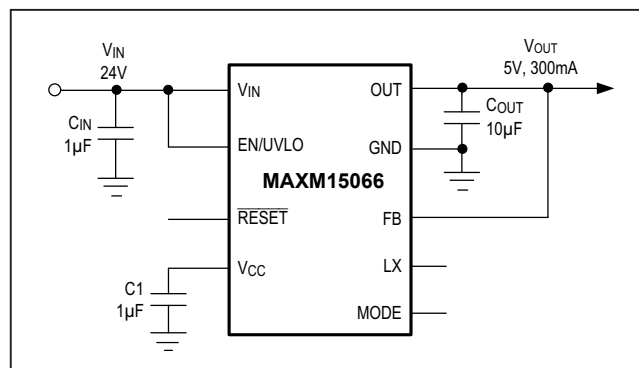 VIN
24V
CIN
1µF
VIN
EN/UVLO
RESET
VCC
C1
1µF
MAXM15066
OUT
GND
FB
LX
MODE
COUT
10µF
VOUT
5V, 300mA